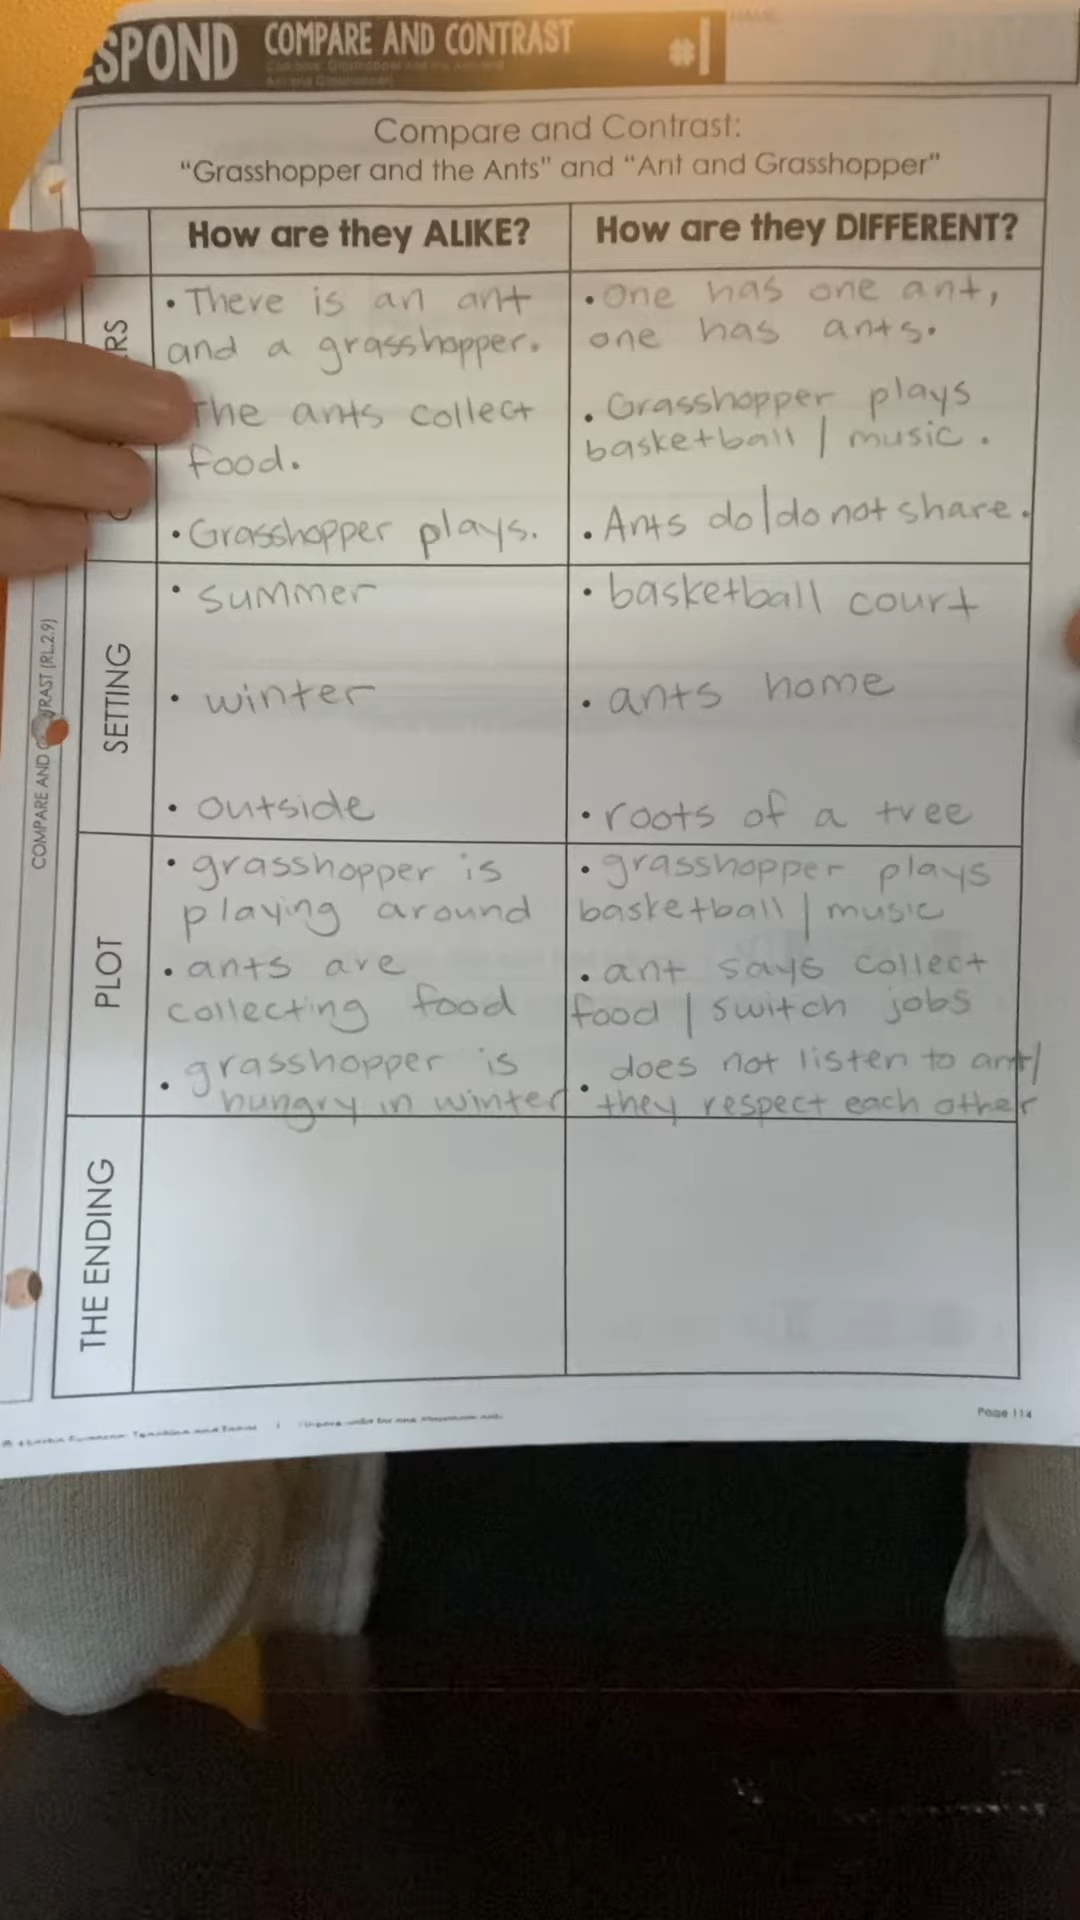 SPOND COMPARE AND CONTRAST #1
NAME
Compare and Contrast:
"Grasshopper and the Ants" and "Ant and Grasshopper"
How are they ALIKE?
How are they DIFFERENT?
RS
• There is an ant
and a grasshopper.
The ants collect
food.
• Grasshopper plays.
• one has one ant,
one has ants.
• Grasshopper plays
basketball / music.
• Ants do/do not share.
SETTING
• summer
• winter
• outside
• basketball court
• ants home
• roots of a tree
PLOT
• grasshopper is
playing around
• ants are
collecting food
• grasshopper is
hungry in winter
• grasshopper plays
basketball / music
• ant says collect
food / switch jobs
• does not listen to ant/
they respect each other
THE ENDING
COMPARE AND CONTRAST (RL.2.9)
Page 114